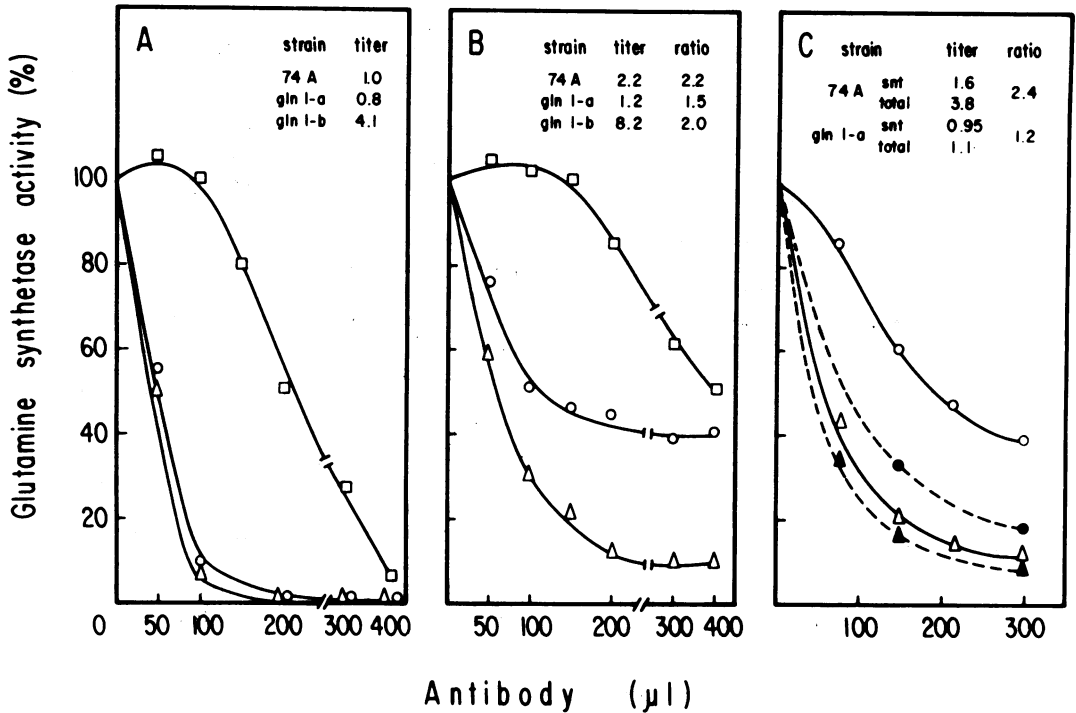 A
strain titer
74 A 1.0
gln 1-a 0.8
gln 1-b 4.1
B
strain titer ratio
74 A 2.2 2.2
gln 1-a 1.2 1.5
gln 1-b 8.2 2.0
C
strain titer ratio
74 A snt 1.6 2.4
total 3.8
gln 1-a snt 0.95 1.2
total 1.1
Glutamine synthetase activity (%)
100
80
60
40
20
0 50 100 200 300 400
50 100 200 300 400
100 200 300
Antibody (µl)